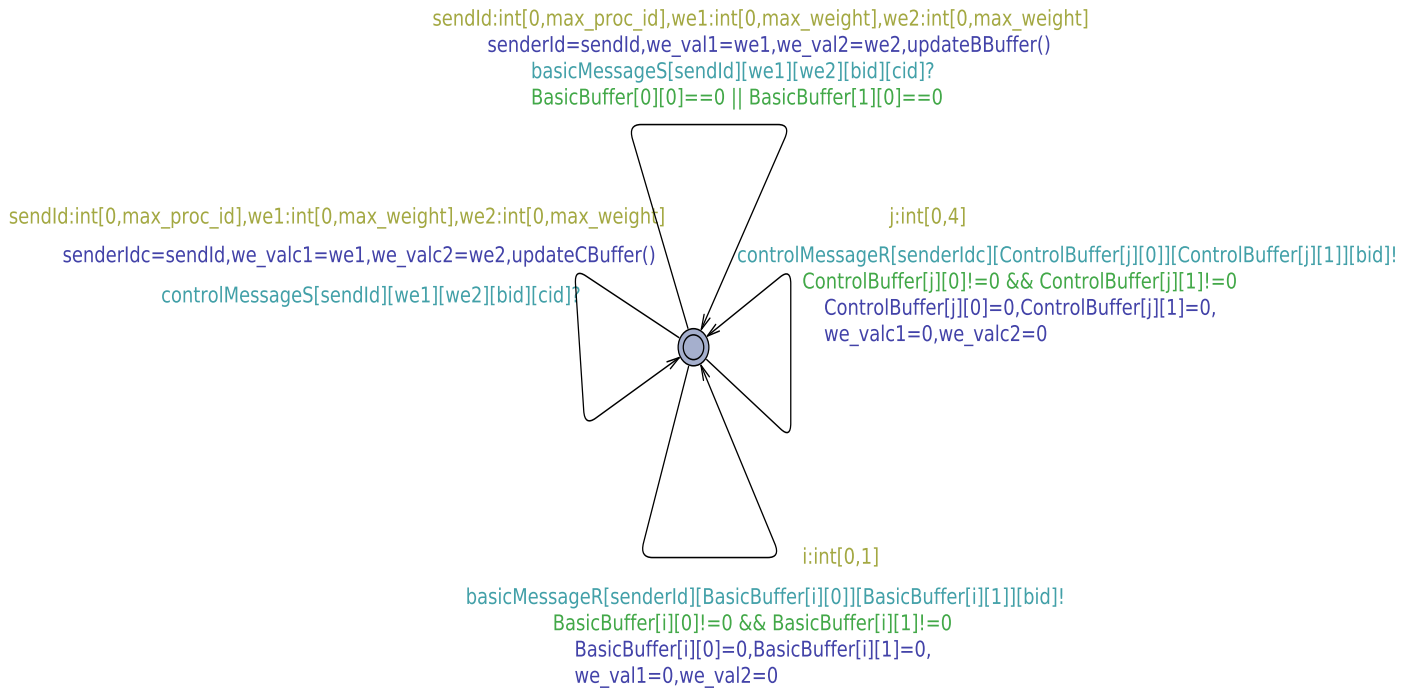 sendId:int[0,max_proc_id],we1:int[0,max_weight],we2:int[0,max_weight]
senderId=sendId,we_val1=we1,we_val2=we2,updateBBuffer()
basicMessageS[sendId][we1][we2][bid][cid]?
BasicBuffer[0][0]==0 || BasicBuffer[1][0]==0
sendId:int[0,max_proc_id],we1:int[0,max_weight],we2:int[0,max_weight]
senderIdc=sendId,we_valc1=we1,we_valc2=we2,updateCBuffer()
controlMessageS[sendId][we1][we2][bid][cid]?
j:int[0,4]
controlMessageR[senderIdc][ControlBuffer[j][0]][ControlBuffer[j][1]][bid]!
ControlBuffer[j][0]!=0 && ControlBuffer[j][1]!=0
ControlBuffer[j][0]=0,ControlBuffer[j][1]=0,
we_valc1=0,we_valc2=0
i:int[0,1]
basicMessageR[senderId][BasicBuffer[i][0]][BasicBuffer[i][1]][bid]!
BasicBuffer[i][0]!=0 && BasicBuffer[i][1]!=0
BasicBuffer[i][0]=0,BasicBuffer[i][1]=0,
we_val1=0,we_val2=0